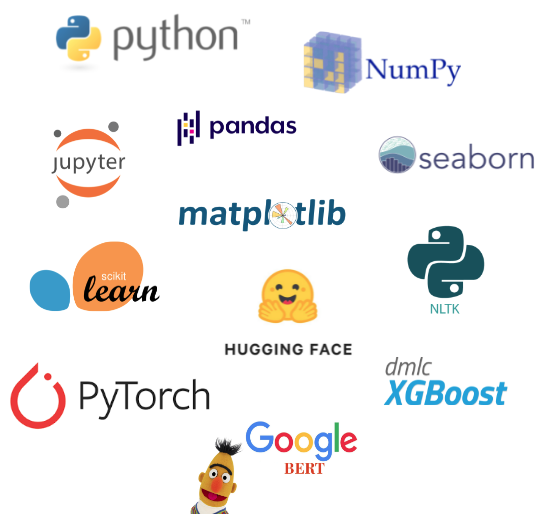 python™
NumPy
pandas
jupyter
seaborn
matplotlib
scikit
learn
NLTK
HUGGING FACE
dmlc
XGBoost
PyTorch
Google
BERT